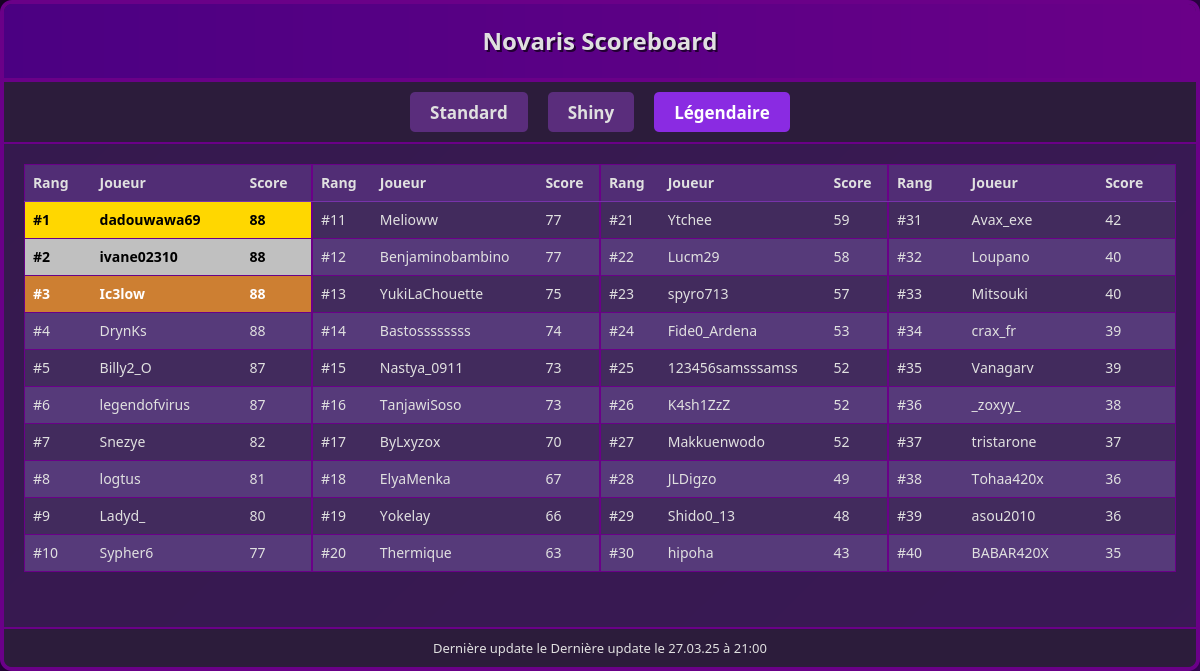 Novaris Scoreboard
Standard Shiny Légendaire
Rang Joueur Score Rang Joueur Score Rang Joueur Score Rang Joueur Score
#1 dadouwawa69 88 #11 Melioww 77 #21 Ytchee 59 #31 Avax_exe 42
#2 ivane02310 88 #12 Benjaminobambino 77 #22 Lucm29 58 #32 Loupano 40
#3 Ic3low 88 #13 YukiLaChouette 75 #23 spyro713 57 #33 Mitsouki 40
#4 DrynKs 88 #14 Bastosssssssss 74 #24 Fide0_Ardena 53 #34 crax_fr 39
#5 Billy2_O 87 #15 Nastya_0911 73 #25 123456samsssamss 52 #35 Vanagarv 39
#6 legendofvirus 87 #16 TanjawiSoso 73 #26 K4sh1ZzZ 52 #36 _zoxyy_ 38
#7 Snezye 82 #17 ByLxyzox 70 #27 Makkuenwodo 52 #37 tristarone 37
#8 logtus 81 #18 ElyaMenka 67 #28 JLDigzo 49 #38 Tohaa420x 36
#9 Ladyd_ 80 #19 Yokelay 66 #29 Shido0_13 48 #39 asou2010 36
#10 Sypher6 77 #20 Thermique 63 #30 hipoha 43 #40 BABAR420X 35
Dernière update le Dernière update le 27.03.25 à 21:00